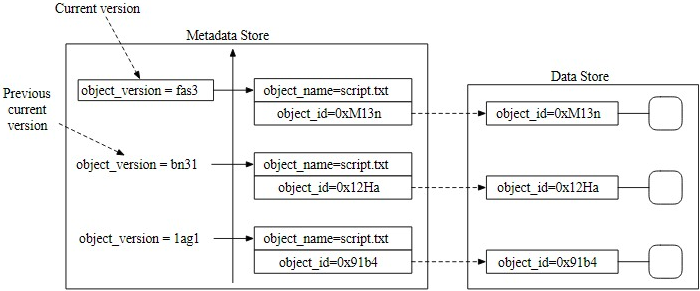 Current version
Metadata Store
Data Store
object_version = fas3
object_name=script.txt
object_id=0xM13n
object_id=0xM13n
Previous
current
version
object_version = bn31
object_name=script.txt
object_id=0x12Ha
object_id=0x12Ha
object_version = 1ag1
object_name=script.txt
object_id=0x91b4
object_id=0x91b4